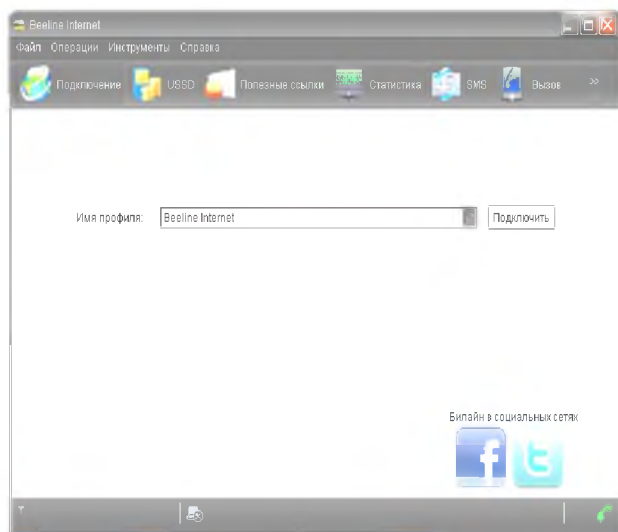 Beeline Internet
Файл Операции Инструменты Справка
Подключение USSD Полезные ссылки Статистика SMS Вызов >>
Имя профиля: Beeline Internet Подключить
Билайн в социальных сетях